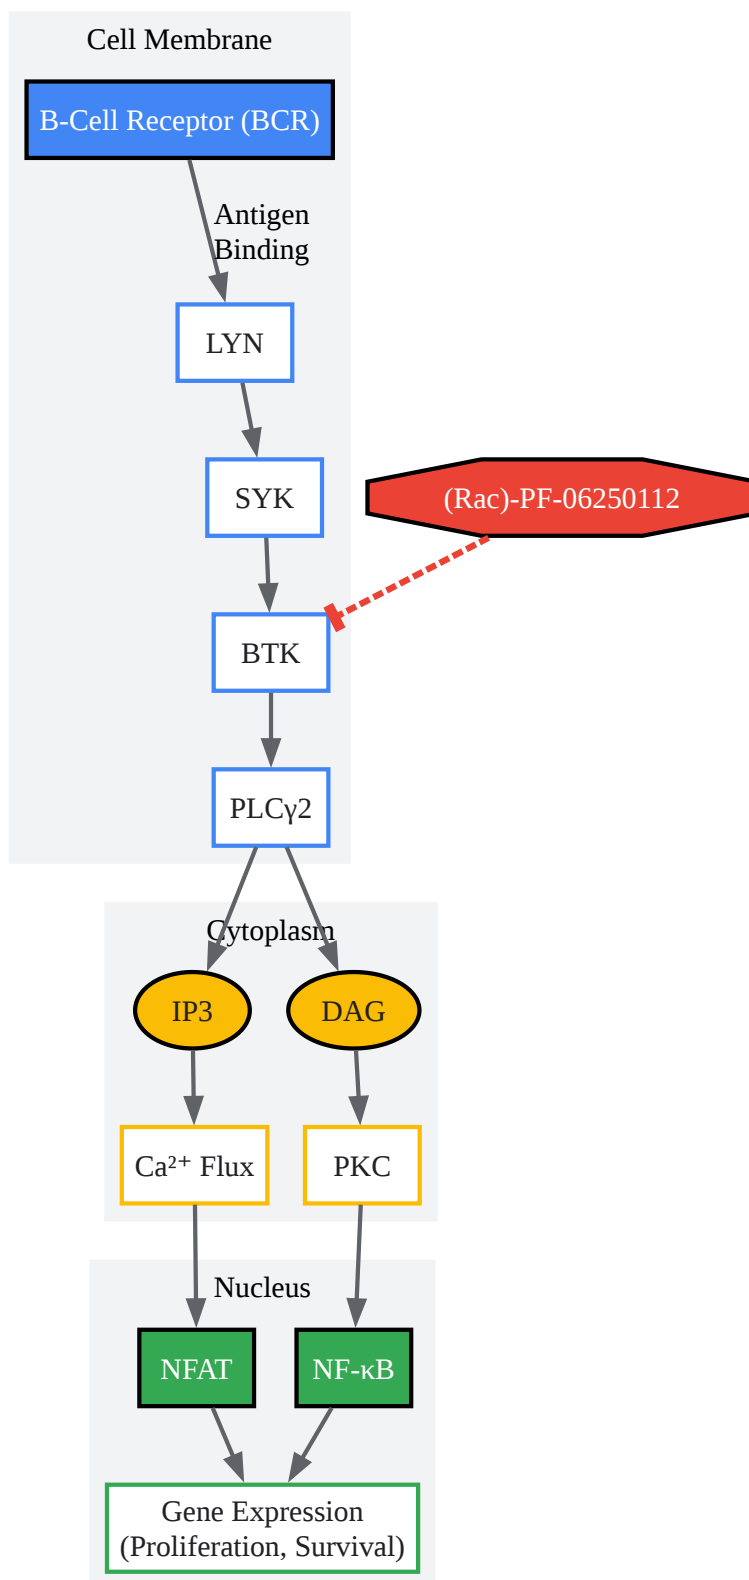 Cell Membrane
B-Cell Receptor (BCR)
Antigen
Binding
LYN
SYK
(Rac)-PF-06250112
BTK
PLCγ2
Cytoplasm
IP3
DAG
Ca²⁺ Flux
PKC
Nucleus
NFAT
NF-κB
Gene Expression
(Proliferation, Survival)